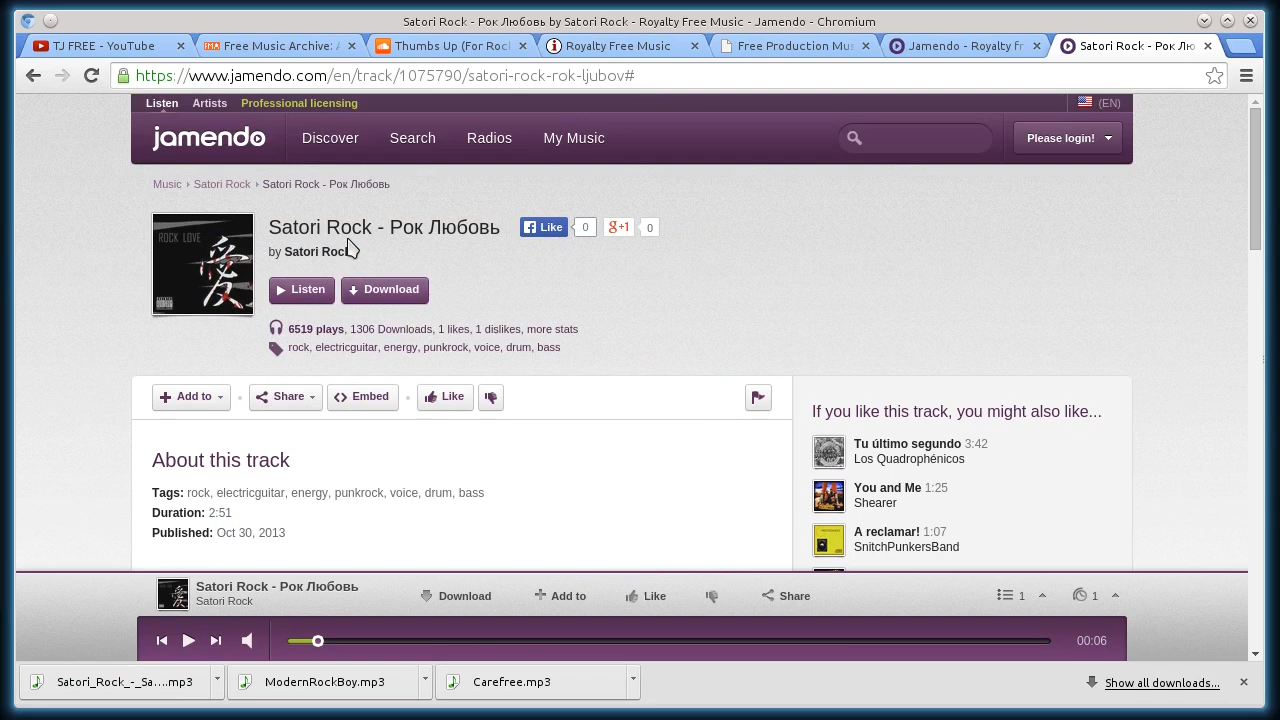 Satori Rock - Рок Любовь by Satori Rock - Royalty Free Music - Jamendo - Chromium
TJ FREE - YouTube
Free Music Archive:
Thumbs Up (For Rocl
Royalty Free Music
Free Production Mus
Jamendo - Royalty Fr
Satori Rock - Рок Лю
https://www.jamendo.com/en/track/1075790/satori-rock-rok-ljubov#
Listen Artists Professional licensing (EN)
jamendo Discover Search Radios My Music Please login!
Music Satori Rock Satori Rock - Рок Любовь
ROCK LOVE
愛
Satori Rock - Рок Любовь Like 0 g+1 0
by Satori Rock
Listen Download
6519 plays, 1306 Downloads, 1 likes, 1 dislikes, more stats
rock, electricguitar, energy, punkrock, voice, drum, bass
Add to Share Embed Like
If you like this track, you might also like...
Tu último segundo 3:42
Los Quadrophénicos
You and Me 1:25
Shearer
A reclamar! 1:07
SnitchPunkersBand
About this track
Tags: rock, electricguitar, energy, punkrock, voice, drum, bass
Duration: 2:51
Published: Oct 30, 2013
Satori Rock - Рок Любовь
Satori Rock
Download Add to Like Share 1 1
00:06
Satori_Rock_-_Sa....mp3 ModernRockBoy.mp3 Carefree.mp3 Show all downloads...